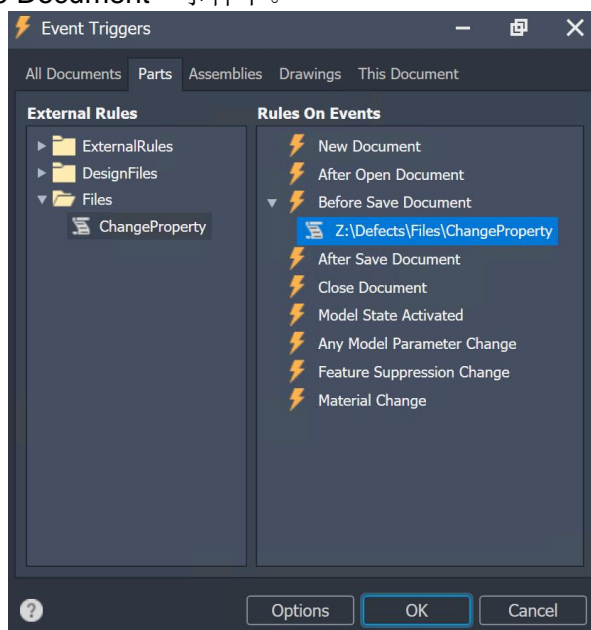 Event Triggers
All Documents Parts Assemblies Drawings This Document
External Rules
ExternalRules
DesignFiles
Files
ChangeProperty
Rules On Events
New Document
After Open Document
Before Save Document
Z:\Defects\Files\ChangeProperty
After Save Document
Close Document
Model State Activated
Any Model Parameter Change
Feature Suppression Change
Material Change
? Options OK Cancel